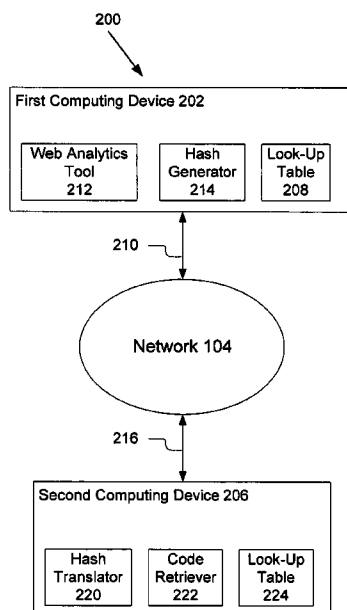 200
First Computing Device 202
Web Analytics
Tool
212
Hash
Generator
214
Look-Up
Table
208
210
Network 104
216
Second Computing Device 206
Hash
Translator
220
Code
Retriever
222
Look-Up
Table
224